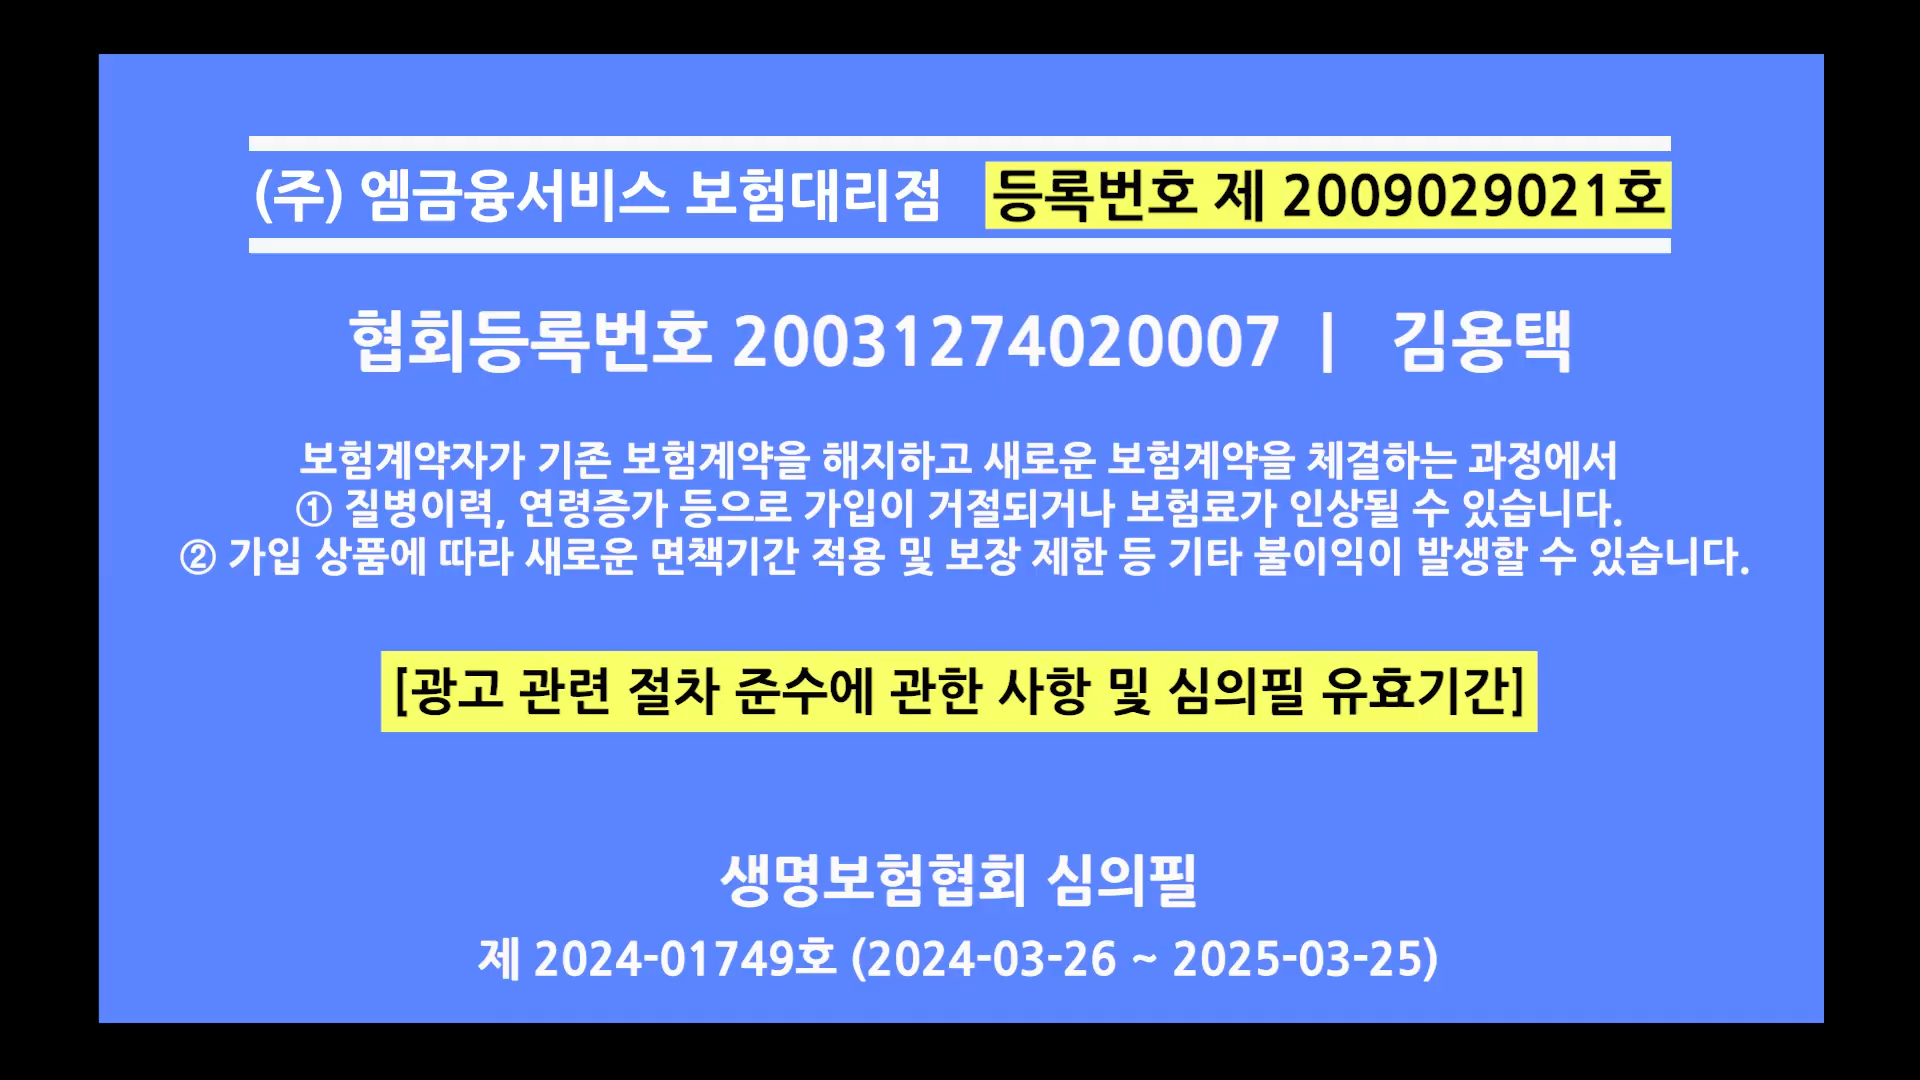 (주) 엠금융서비스 보험대리점 등록번호 제 2009029021호
협회등록번호 20031274020007 | 김용택
보험계약자가 기존 보험계약을 해지하고 새로운 보험계약을 체결하는 과정에서
① 질병이력, 연령증가 등으로 가입이 거절되거나 보험료가 인상될 수 있습니다.
② 가입 상품에 따라 새로운 면책기간 적용 및 보장 제한 등 기타 불이익이 발생할 수 있습니다.
[광고 관련 절차 준수에 관한 사항 및 심의필 유효기간]
생명보험협회 심의필
제 2024-01749호 (2024-03-26 ~ 2025-03-25)